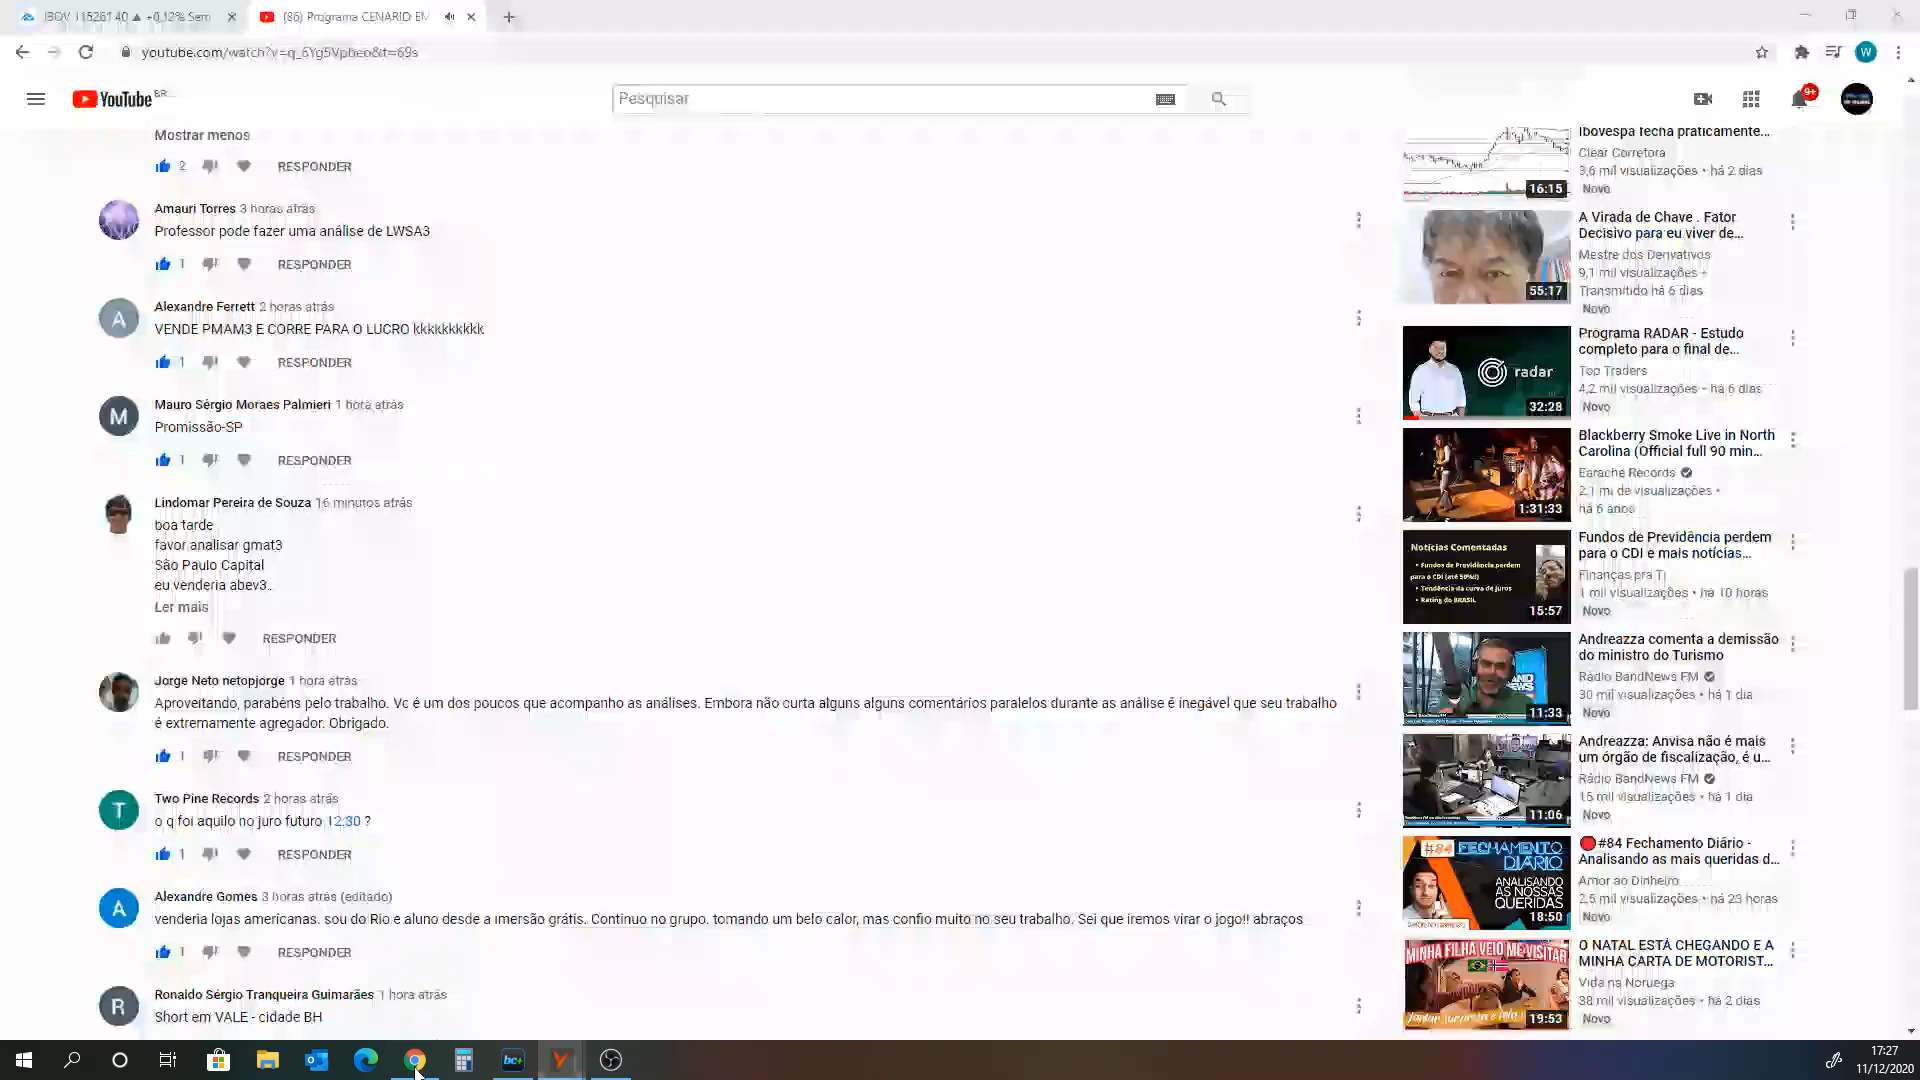 IBOV 115261.40 ▲ +0,12% Sem
(86) Programa CENARIO EM
youtube.com/watch?v=q_6Yg5Vpbeo&t=69s
W
YouTube BR
Pesquisar
9+
Mostrar menos
2 RESPONDER
Amauri Torres 3 horas atrás
Professor pode fazer uma análise de LWSA3
1 RESPONDER
A
Alexandre Ferrett 2 horas atrás
VENDE PMAM3 E CORRE PARA O LUCRO kkkkkkkkkk
1 RESPONDER
M
Mauro Sérgio Moraes Palmieri 1 hora atrás
Promissão-SP
1 RESPONDER
Lindomar Pereira de Souza 16 minutos atrás
boa tarde
favor analisar gmat3
São Paulo Capital
eu venderia abev3..
Ler mais
RESPONDER
Jorge Neto netopjorge 1 hora atrás
Aproveitando, parabéns pelo trabalho. Vc é um dos poucos que acompanho as análises. Embora não curta alguns alguns comentários paralelos durante as análise é inegável que seu trabalho
é extremamente agregador. Obrigado.
1 RESPONDER
T
Two Pine Records 2 horas atrás
o q foi aquilo no juro futuro 12:30 ?
1 RESPONDER
A
Alexandre Gomes 3 horas atrás (editado)
venderia lojas americanas. sou do Rio e aluno desde a imersão grátis. Continuo no grupo. tomando um belo calor, mas confio muito no seu trabalho. Sei que iremos virar o jogo!! abraços
1 RESPONDER
R
Ronaldo Sérgio Tranqueira Guimarães 1 hora atrás
Short em VALE - cidade BH
16:15
Ibovespa fecha praticamente...
Clear Corretora
3,6 mil visualizações • há 2 dias
Novo
55:17
A Virada de Chave . Fator
Decisivo para eu viver de...
Mestre dos Derivativos
9,1 mil visualizações •
Transmitido há 6 dias
Novo
radar
32:28
Programa RADAR - Estudo
completo para o final de...
Top Traders
4,2 mil visualizações • há 6 dias
Novo
1:31:33
Blackberry Smoke Live in North
Carolina (Official full 90 min...
Earache Records
2,1 mi de visualizações •
há 6 anos
Notícias Comentadas
• Fundos de Previdência perdem
para o CDI (até 50%!)
• Tendência da curva de juros
• Rating do BRASIL
15:57
Fundos de Previdência perdem
para o CDI e mais notícias...
Finanças pra Ti
1 mil visualizações • há 10 horas
Novo
11:33
Andreazza comenta a demissão
do ministro do Turismo
Rádio BandNews FM
30 mil visualizações • há 1 dia
Novo
11:06
Andreazza: Anvisa não é mais
um órgão de fiscalização, é u...
Rádio BandNews FM
15 mil visualizações • há 1 dia
Novo
#84 FECHAMENTO
DIÁRIO
ANALISANDO
AS NOSSAS
QUERIDAS
18:50
#84 Fechamento Diário -
Analisando as mais queridas d...
Amor ao Dinheiro
2,5 mil visualizações • há 23 horas
Novo
MINHA FILHA VEIO ME VISITAR
19:53
O NATAL ESTÁ CHEGANDO E A
MINHA CARTA DE MOTORIST...
Vida na Noruega
38 mil visualizações • há 2 dias
Novo
bc+
17:27
11/12/2020